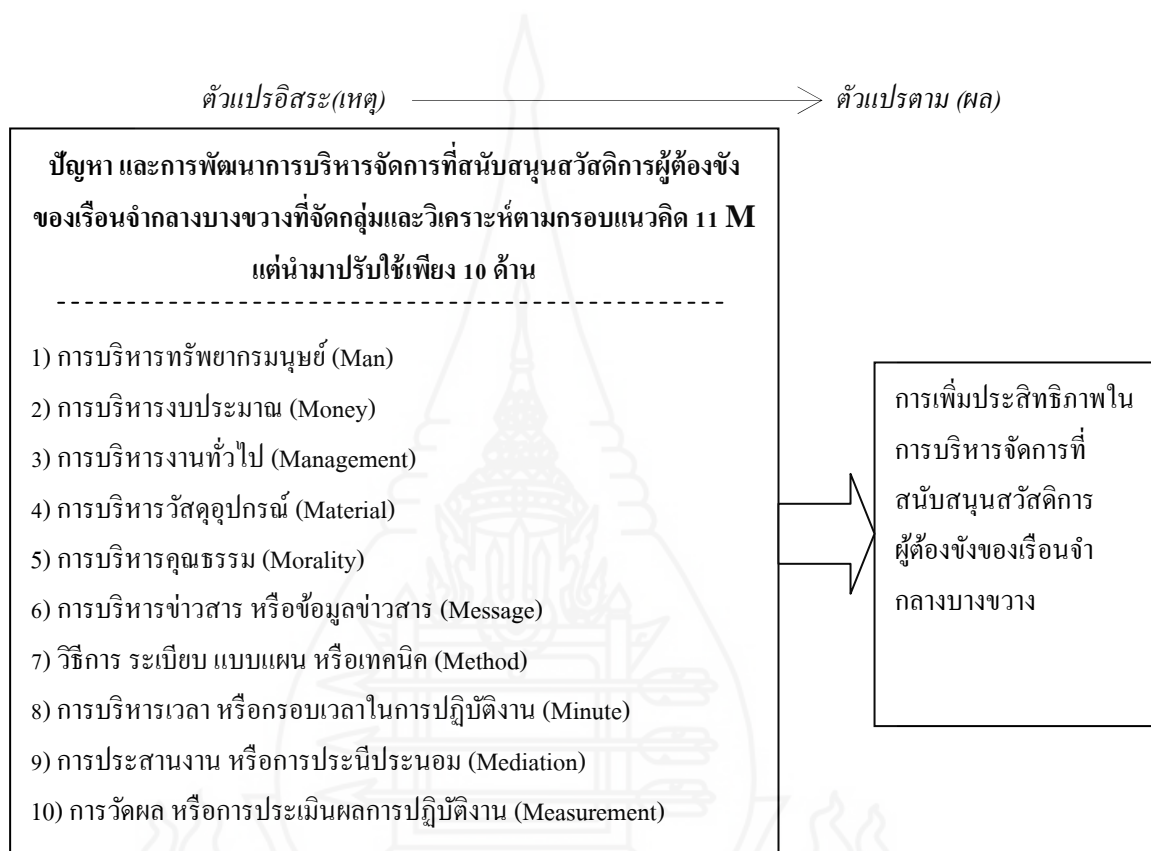 ตัวแปรอิสระ(เหตุ) ตัวแปรตาม (ผล)
ปัญหา และการพัฒนาการบริหารจัดการที่สนับสนุนสวัสดิการผู้ต้องขัง
ของเรือนจำกลางบางขวางที่จัดกลุ่มและวิเคราะห์ตามกรอบแนวคิด 11 M
แต่นำมาปรับใช้เพียง 10 ด้าน
1) การบริหารทรัพยากรมนุษย์ (Man)
2) การบริหารงบประมาณ (Money)
3) การบริหารงานทั่วไป (Management)
4) การบริหารวัสดุอุปกรณ์ (Material)
5) การบริหารคุณธรรม (Morality)
6) การบริหารข่าวสาร หรือข้อมูลข่าวสาร (Message)
7) วิธีการ ระเบียบ แบบแผน หรือเทคนิค (Method)
8) การบริหารเวลา หรือกรอบเวลาในการปฏิบัติงาน (Minute)
9) การประสานงาน หรือการประนีประนอม (Mediation)
10) การวัดผล หรือการประเมินผลการปฏิบัติงาน (Measurement)
การเพิ่มประสิทธิภาพใน
การบริหารจัดการที่
สนับสนุนสวัสดิการ
ผู้ต้องขังของเรือนจำ
กลางบางขวาง